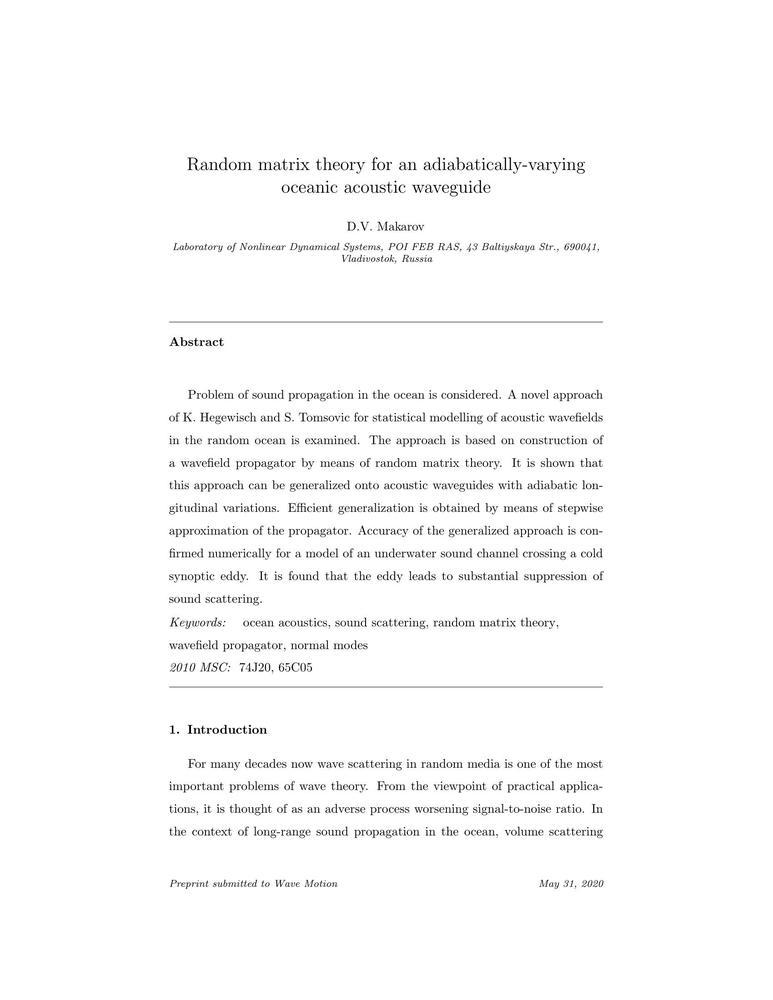 Random matrix theory for an adiabatically-varying
oceanic acoustic waveguide
D.V. Makarov
Laboratory of Nonlinear Dynamical Systems, POI FEB RAS, 43 Baltiyskaya Str., 690041,
Vladivostok, Russia
Abstract
Problem of sound propagation in the ocean is considered. A novel approach
of K. Hegewisch and S. Tomsovic for statistical modelling of acoustic wavefields
in the random ocean is examined. The approach is based on construction of
a wavefield propagator by means of random matrix theory. It is shown that
this approach can be generalized onto acoustic waveguides with adiabatic lon-
gitudinal variations. Efficient generalization is obtained by means of stepwise
approximation of the propagator. Accuracy of the generalized approach is con-
firmed numerically for a model of an underwater sound channel crossing a cold
synoptic eddy. It is found that the eddy leads to substantial suppression of
sound scattering.
Keywords: ocean acoustics, sound scattering, random matrix theory,
wavefield propagator, normal modes
2010 MSC: 74J20, 65C05
1. Introduction
For many decades now wave scattering in random media is one of the most
important problems of wave theory. From the viewpoint of practical applica-
tions, it is thought of as an adverse process worsening signal-to-noise ratio. In
the context of long-range sound propagation in the ocean, volume scattering
Preprint submitted to Wave Motion May 31, 2020